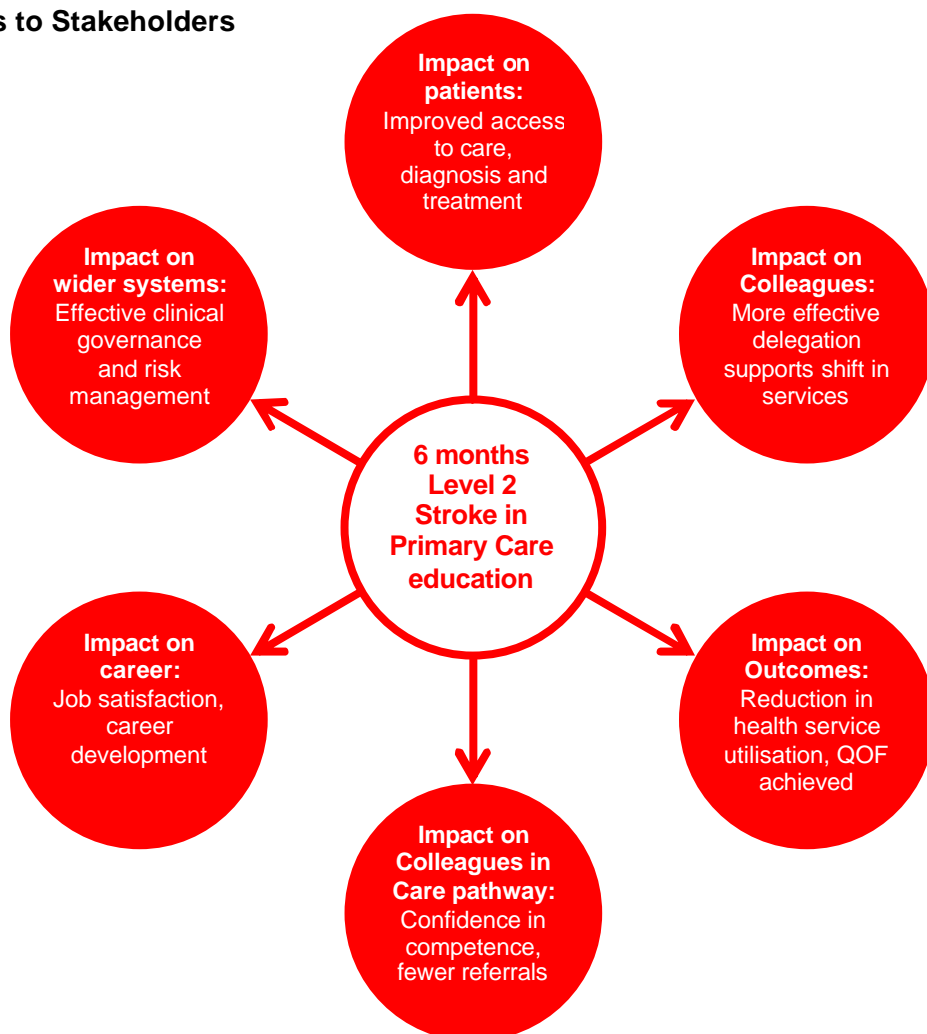 s to Stakeholders
Impact on
patients:
Improved access
to care,
diagnosis and
treatment
Impact on
wider systems:
Effective clinical
governance
and risk
management
Impact on
Colleagues:
More effective
delegation
supports shift in
services
6 months
Level 2
Stroke in
Primary Care
education
Impact on
career:
Job satisfaction,
career
development
Impact on
Outcomes:
Reduction in
health service
utilisation, QOF
achieved
Impact on
Colleagues in
Care pathway:
Confidence in
competence,
fewer referrals